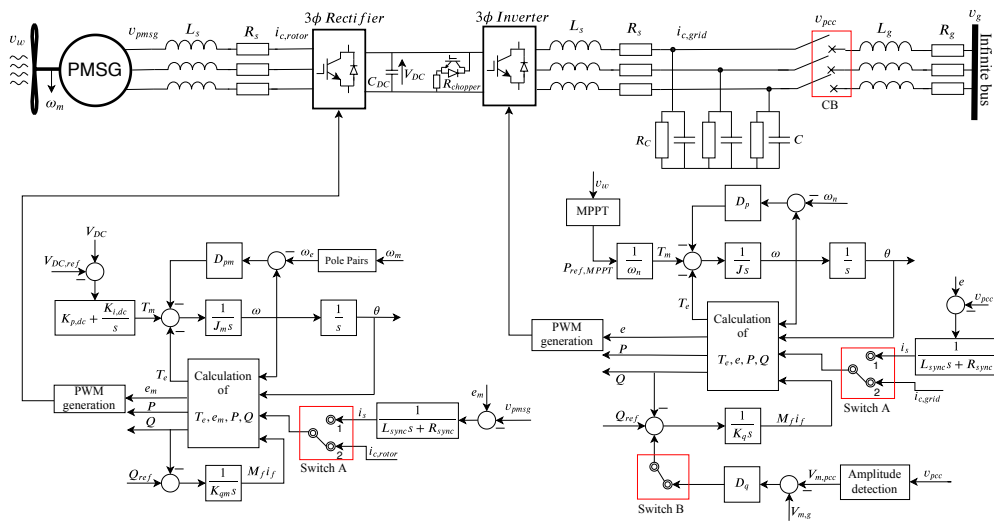 3ϕ Rectifier
3ϕ Inverter
v_w
v_pmsg
L_s
R_s
i_c,rotor
L_s
R_s
i_c,grid
v_pcc
L_g
R_g
v_g
PMSG
ω_m
C_DC
V_DC
R_chopper
CB
Infinite bus
R_C
C
v_w
MPPT
P_ref,MPPT
1/ω_n
T_m
D_p
ω_n
1/(Js)
ω
1/s
θ
T_e
Calculation
of
T_e, e, P, Q
PWM
generation
e
P
Q
e
v_pcc
1/(L_sync s + R_sync)
i_s
1
2
i_c,grid
Switch A
Q_ref
1/(K_q s)
M_f i_f
Switch B
D_q
V_m,pcc
V_m,g
Amplitude
detection
v_pcc
V_DC
V_DC,ref
K_p,dc + K_i,dc/s
T_m
D_pm
ω_e
Pole Pairs
ω_m
1/(J_m s)
ω
1/s
θ
T_e
Calculation
of
T_e, e_m, P, Q
PWM
generation
e_m
P
Q
Q_ref
1/(K_qm s)
M_f i_f
i_s
1
2
i_c,rotor
Switch A
1/(L_sync s + R_sync)
e_m
v_pmsg